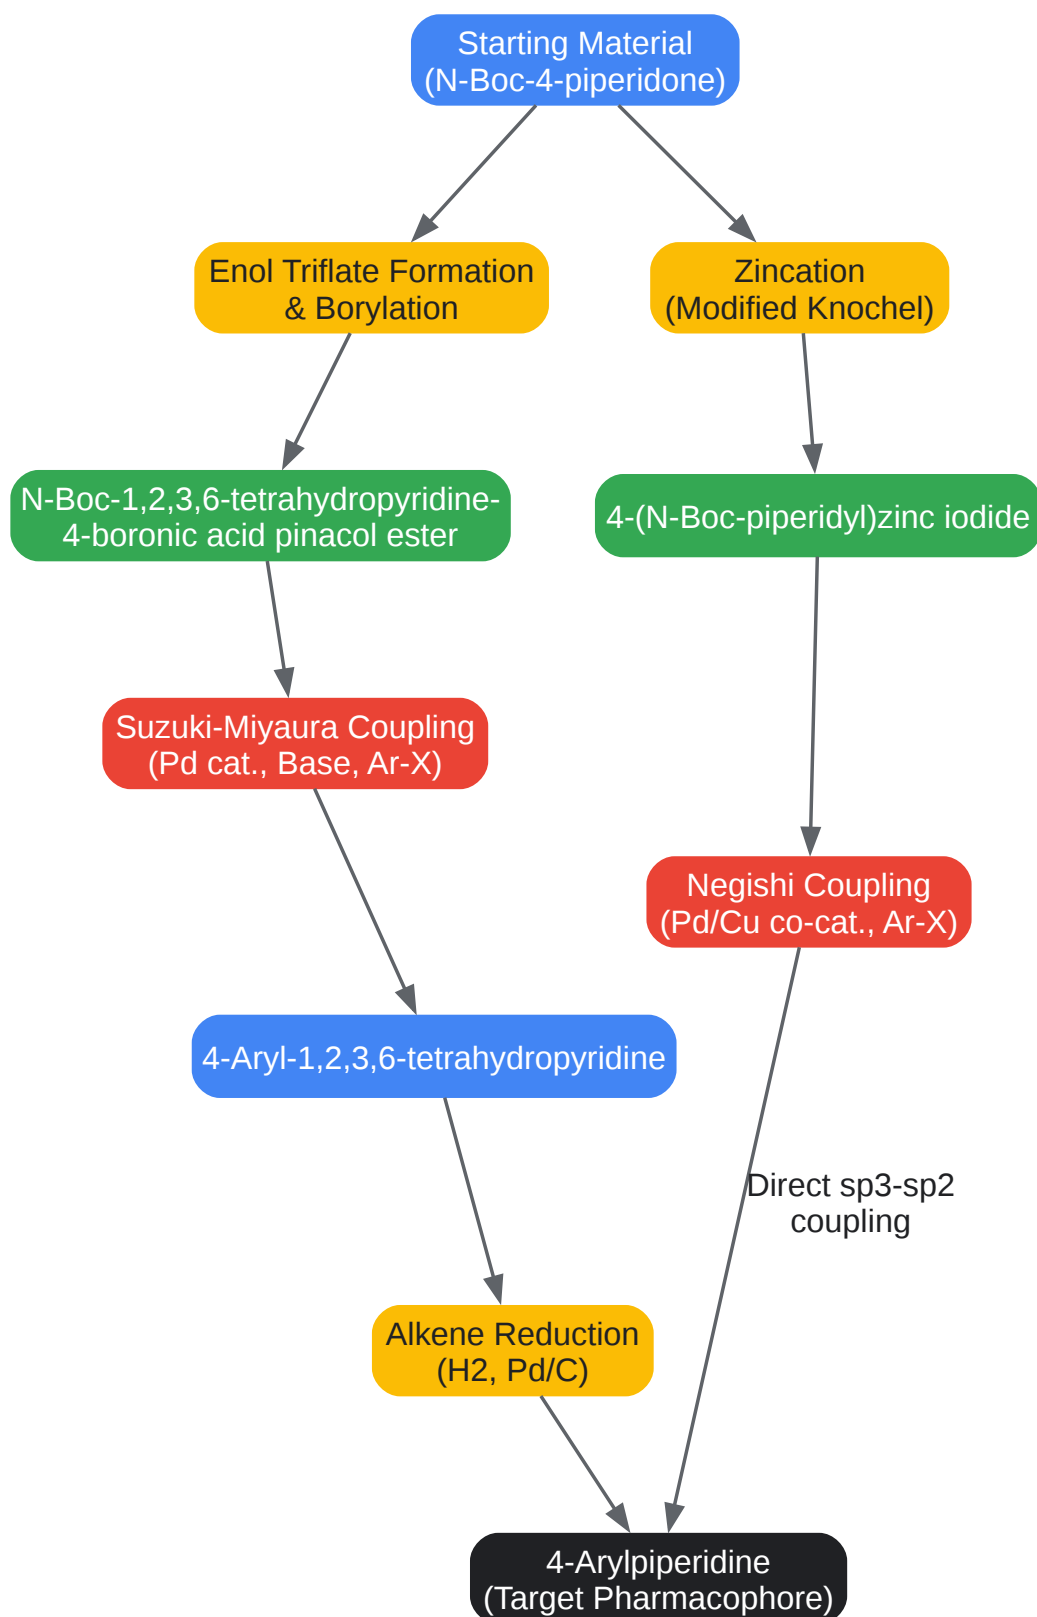 Starting Material
(N-Boc-4-piperidone)
Enol Triflate Formation
& Borylation
Zincation
(Modified Knochel)
N-Boc-1,2,3,6-tetrahydropyridine-
4-boronic acid pinacol ester
4-(N-Boc-piperidyl)zinc iodide
Suzuki-Miyaura Coupling
(Pd cat., Base, Ar-X)
Negishi Coupling
(Pd/Cu co-cat., Ar-X)
4-Aryl-1,2,3,6-tetrahydropyridine
Direct sp3-sp2
coupling
Alkene Reduction
(H2, Pd/C)
4-Arylpiperidine
(Target Pharmacophore)